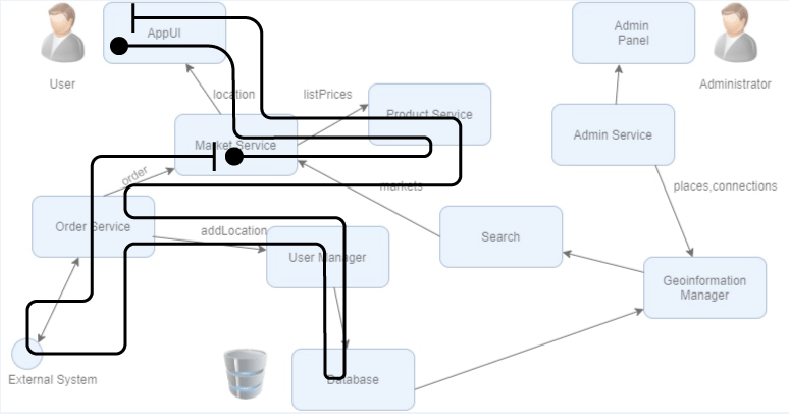 Admin
Panel
AppUI
User
Administrator
location
listPrices
Product Service
Admin Service
Market Service
order
markets
places,connections
Order Service
addLocation
Search
User Manager
Geoinformation
Manager
External System
Database